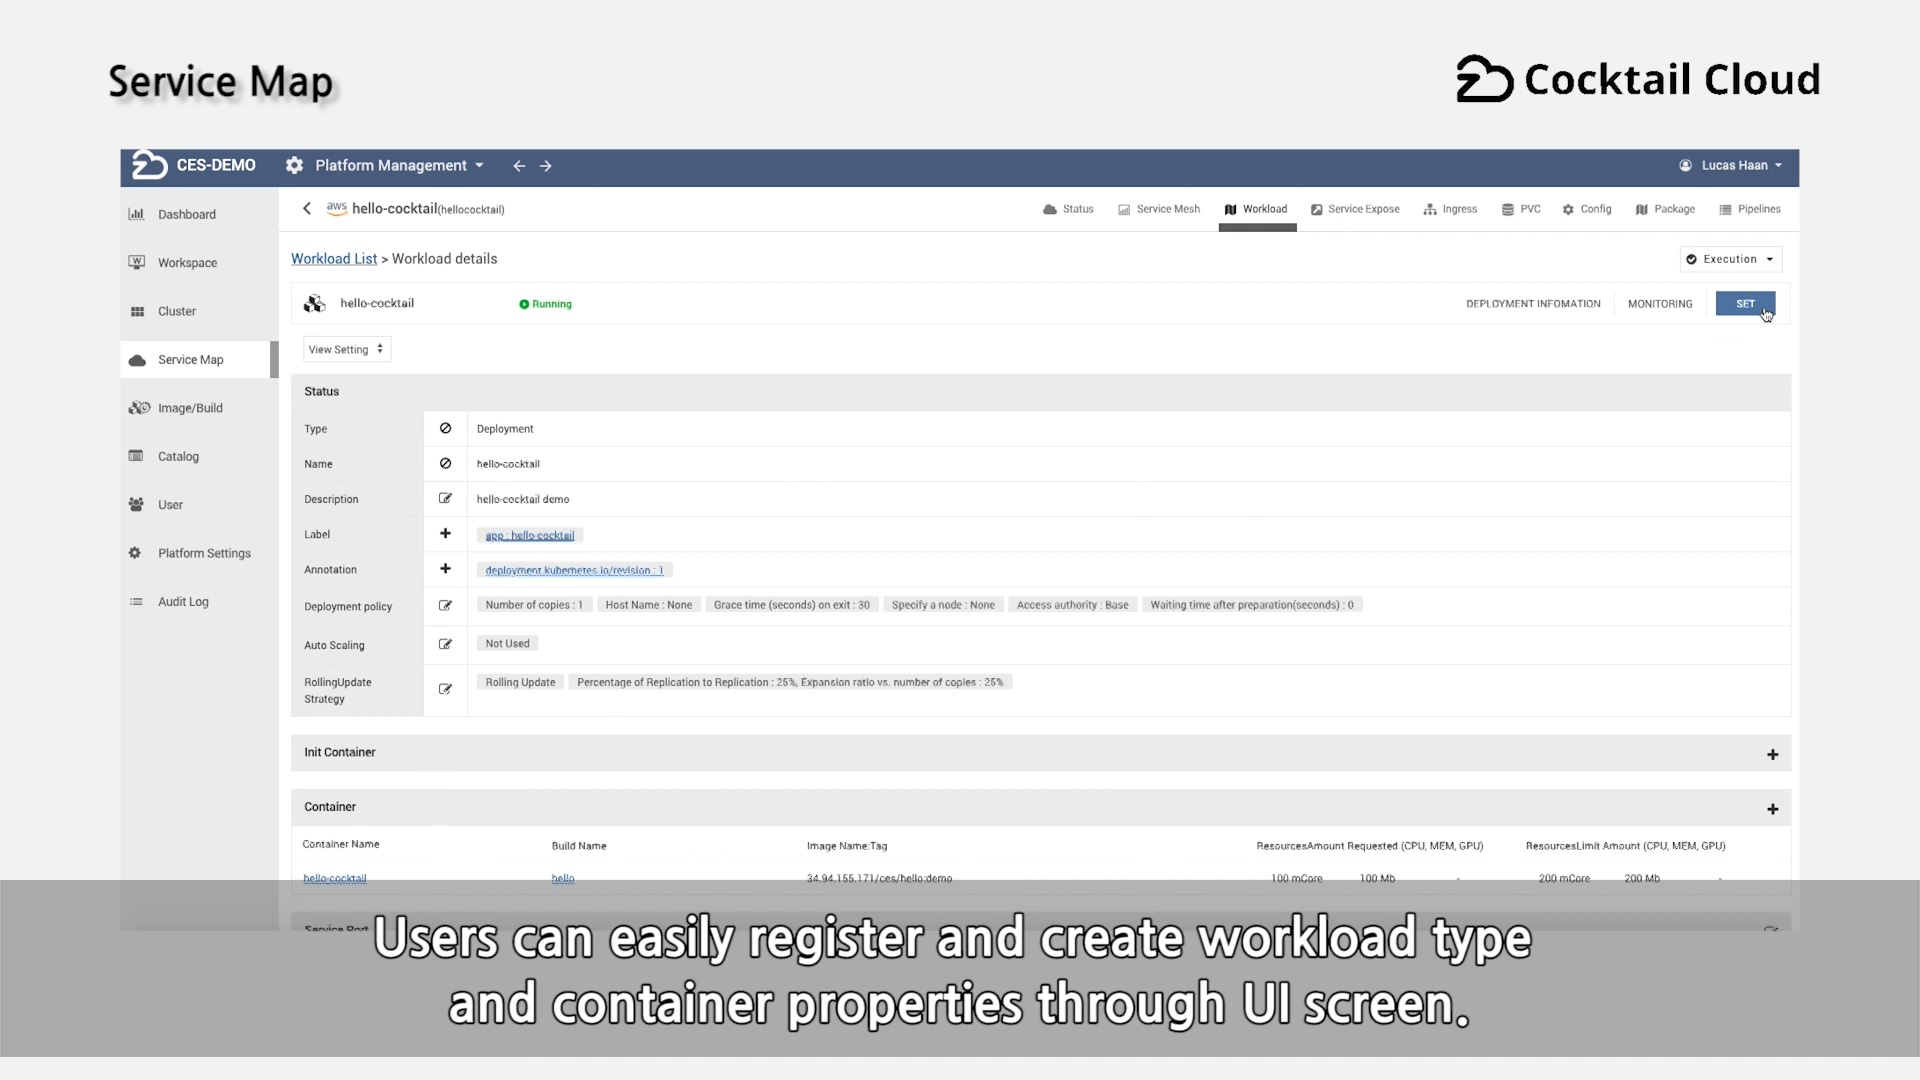 Service Map
Cocktail Cloud
CES-DEMO
Platform Management
Lucas Haan
Dashboard
Workspace
Cluster
Service Map
Image/Build
Catalog
User
Platform Settings
Audit Log
aws hello-cocktail(hellococktail)
Status
Service Mesh
Workload
Service Expose
Ingress
PVC
Config
Package
Pipelines
Workload List > Workload details
Execution
hello-cocktail
Running
DEPLOYMENT INFOMATION
MONITORING
SET
View Setting
Status
Type Deployment
Name hello-cocktail
Description hello-cocktail demo
Label app : hello-cocktail
Annotation deployment.kubernetes.io/revision : 1
Deployment policy Number of copies : 1 Host Name : None Grace time (seconds) on exit : 30 Specify a node : None Access authority : Base Waiting time after preparation(seconds) : 0
Auto Scaling Not Used
RollingUpdate
Strategy
Rolling Update Percentage of Replication to Replication : 25%, Expansion ratio vs. number of copies : 25%
Init Container
Container
Container Name Build Name Image Name:Tag ResourcesAmount Requested (CPU, MEM, GPU) ResourcesLimit Amount (CPU, MEM, GPU)
hello-cocktail hello 34.94.155.171/ces/hello:demo 100 mCore 100 Mb - 200 mCore 200 Mb -
Service Port
Users can easily register and create workload type
and container properties through UI screen.